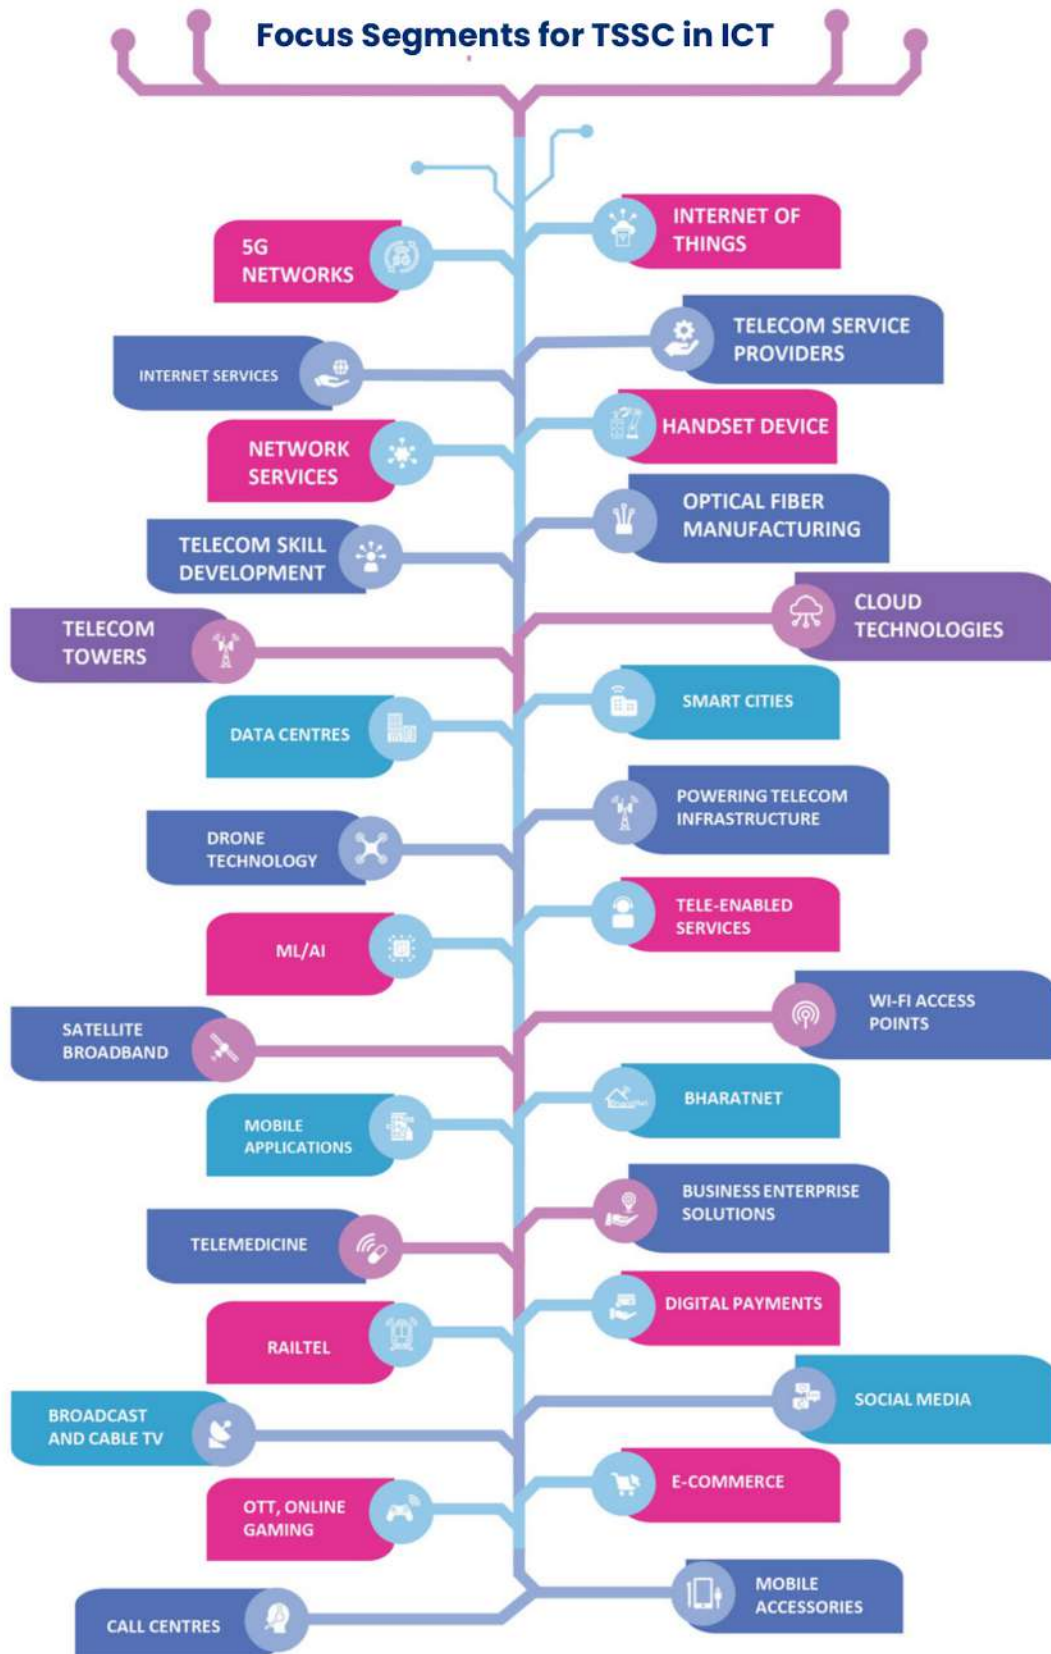 Focus Segments for TSSC in ICT
INTERNET OF
THINGS
5G
NETWORKS
TELECOM SERVICE
PROVIDERS
INTERNET SERVICES
HANDSET DEVICE
NETWORK
SERVICES
OPTICAL FIBER
MANUFACTURING
TELECOM SKILL
DEVELOPMENT
CLOUD
TECHNOLOGIES
TELECOM
TOWERS
SMART CITIES
DATA CENTRES
POWERING TELECOM
INFRASTRUCTURE
DRONE
TECHNOLOGY
TELE-ENABLED
SERVICES
ML/AI
WI-FI ACCESS
POINTS
SATELLITE
BROADBAND
BHARATNET
MOBILE
APPLICATIONS
BUSINESS ENTERPRISE
SOLUTIONS
TELEMEDICINE
DIGITAL PAYMENTS
RAILTEL
SOCIAL MEDIA
BROADCAST
AND CABLE TV
E-COMMERCE
OTT, ONLINE
GAMING
MOBILE
ACCESSORIES
CALL CENTRES